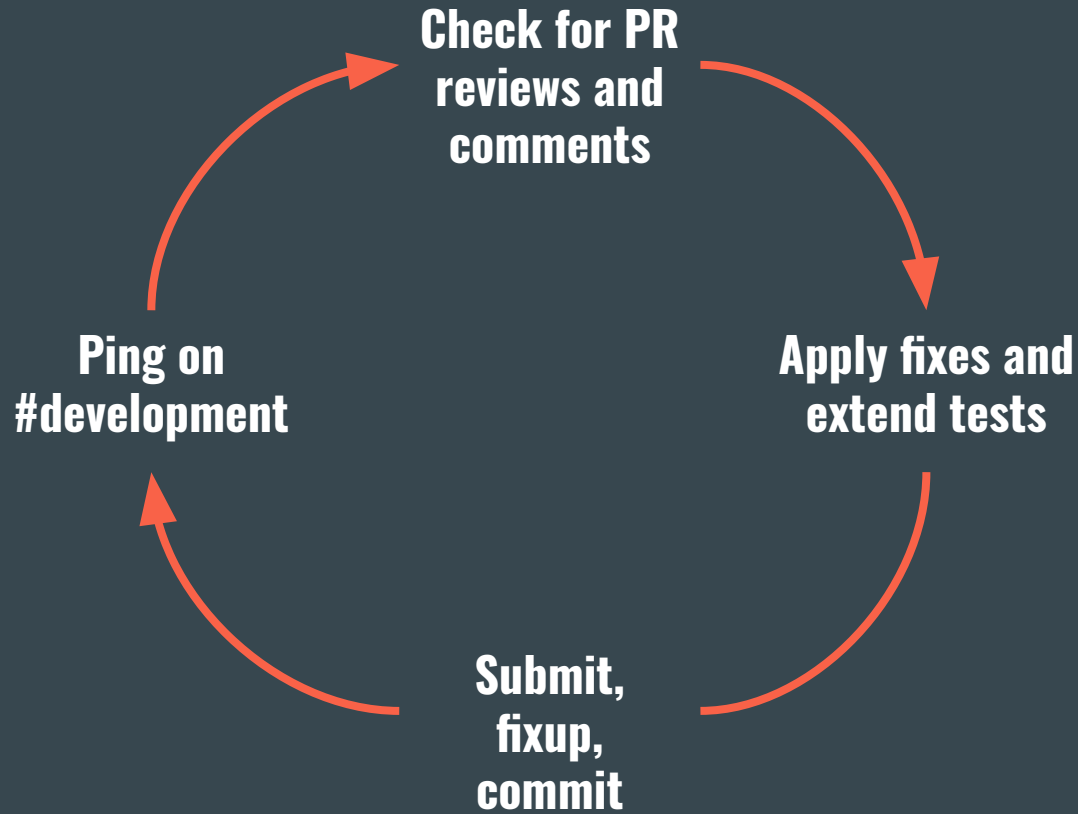 Check for PR
reviews and
comments
Ping on
#development
Apply fixes and
extend tests
Submit,
fixup,
commit